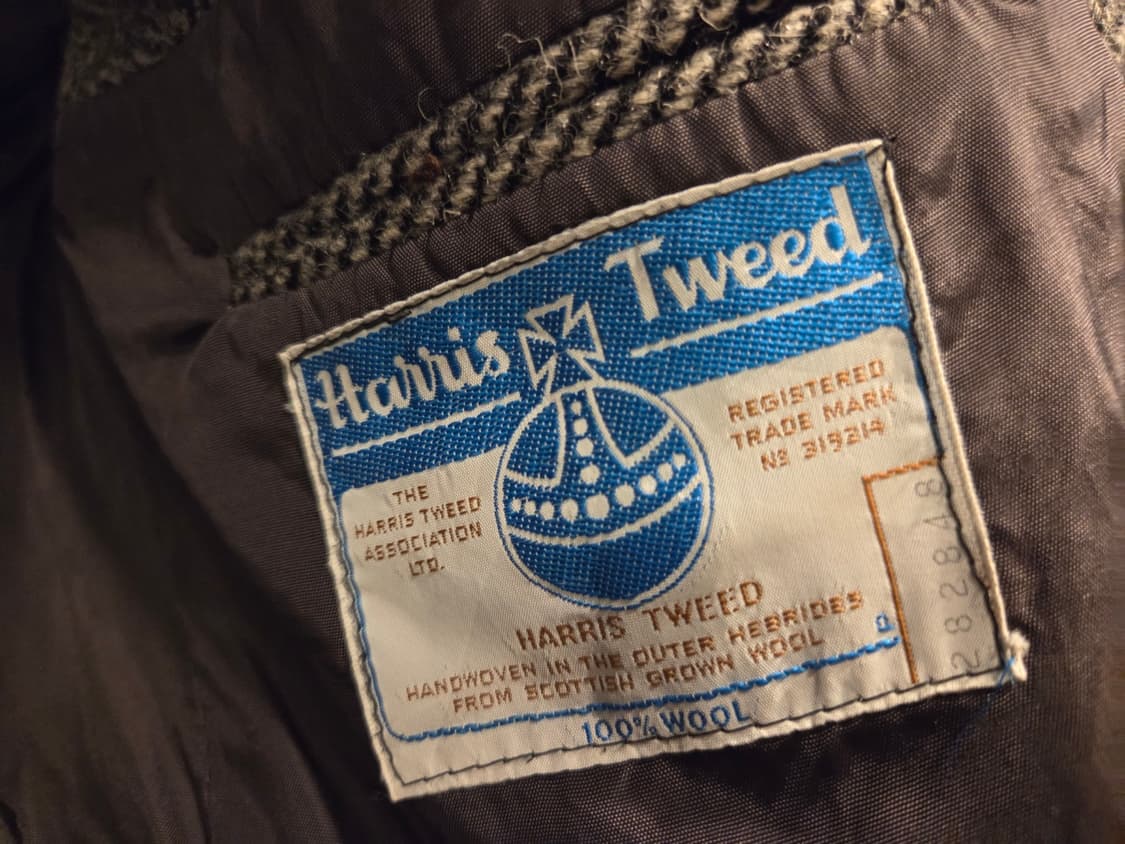 Harris Tweed
THE
HARRIS TWEED
ASSOCIATION
LTD.
REGISTERED
TRADE MARK
Nº 319214
HARRIS TWEED
HANDWOVEN IN THE OUTER HEBRIDES
FROM SCOTTISH GROWN WOOL
100% WOOL
282848